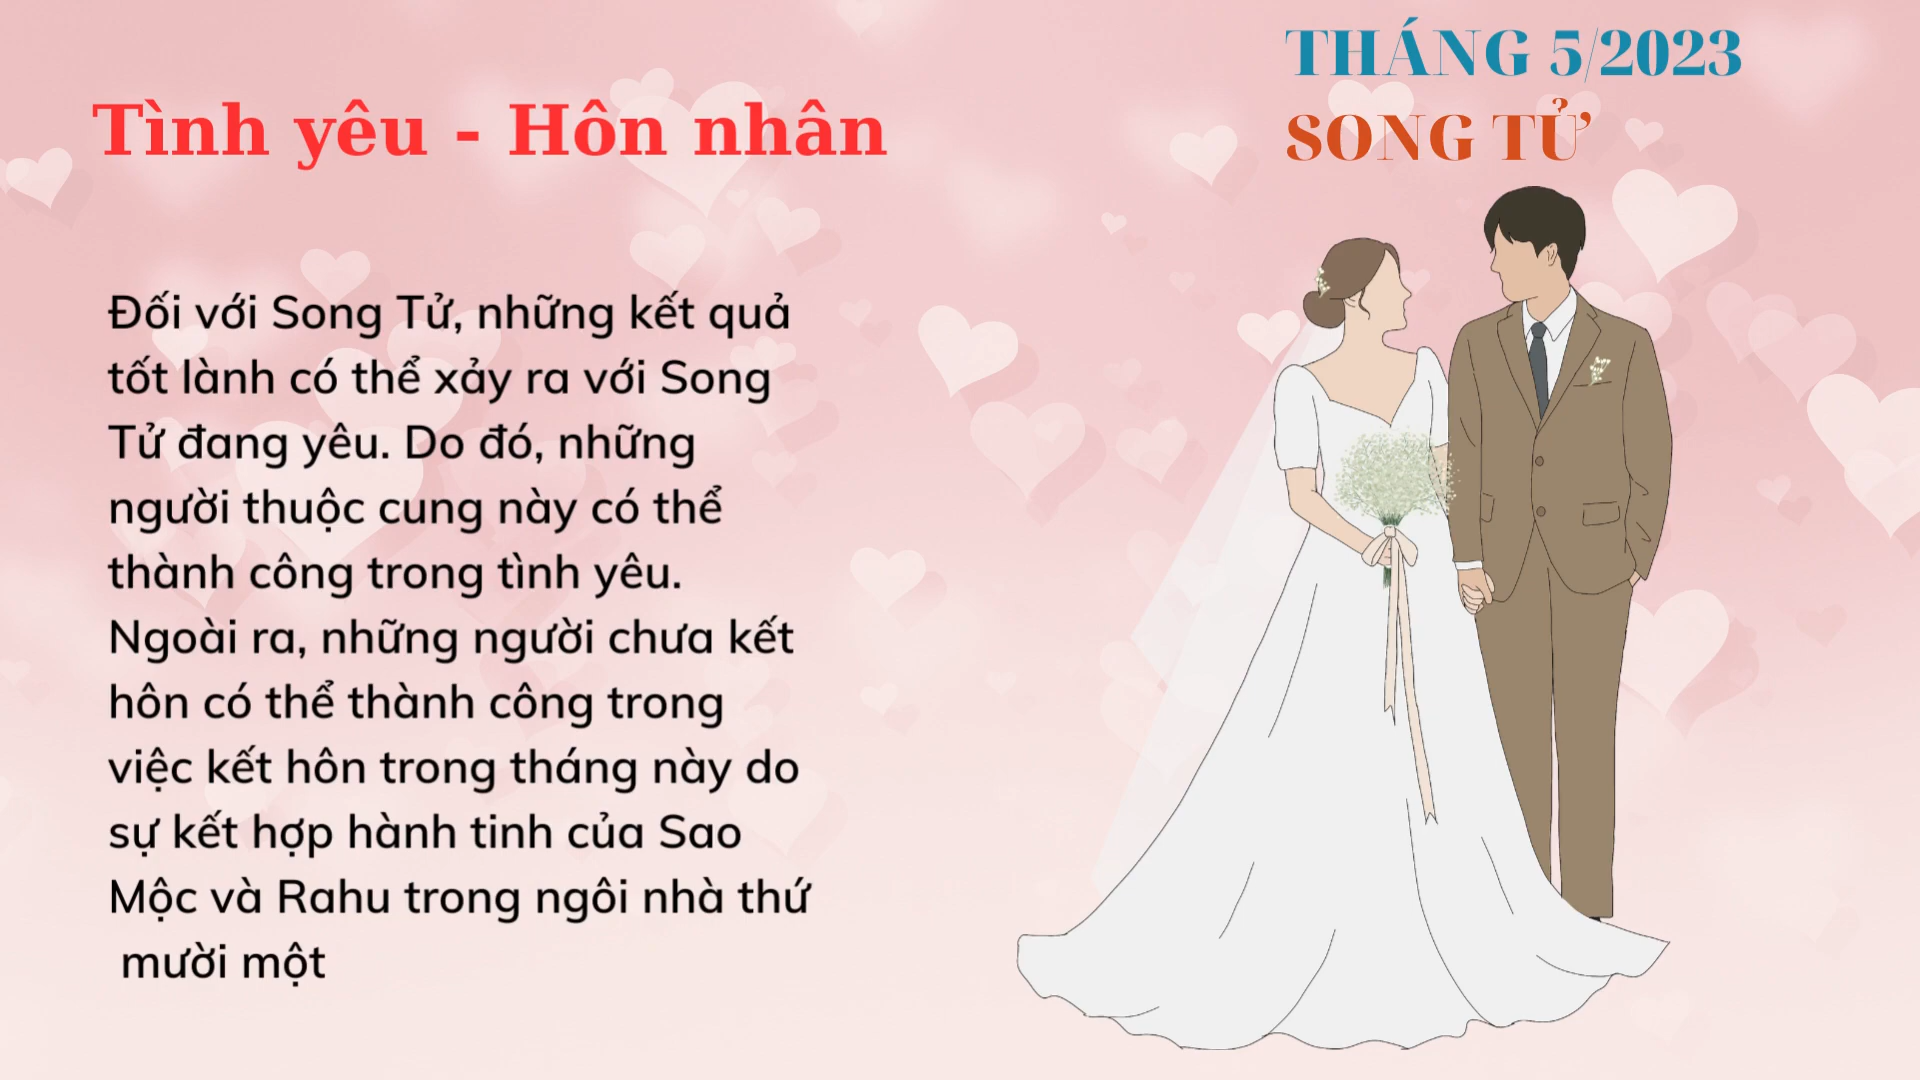 THÁNG 5/2023
SONG TỬ
Tình yêu - Hôn nhân
Đối với Song Tử, những kết quả
tốt lành có thể xảy ra với Song
Tử đang yêu. Do đó, những
người thuộc cung này có thể
thành công trong tình yêu.
Ngoài ra, những người chưa kết
hôn có thể thành công trong
việc kết hôn trong tháng này do
sự kết hợp hành tinh của Sao
Mộc và Rahu trong ngôi nhà thứ
mười một